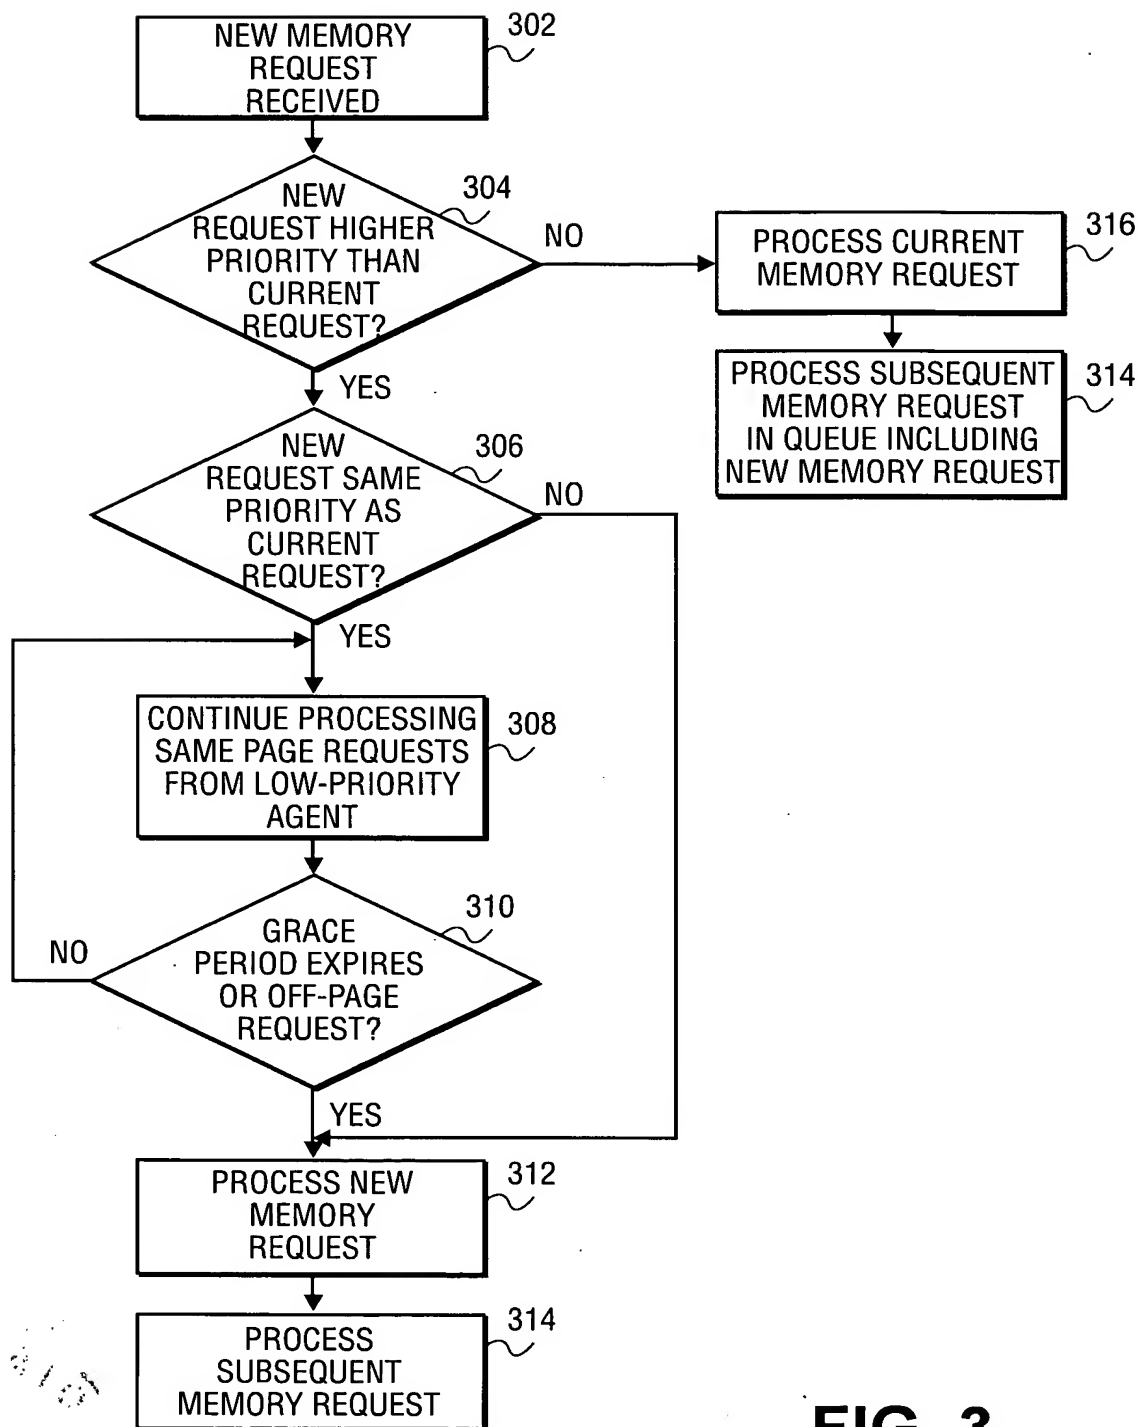 NEW MEMORY
REQUEST
RECEIVED
302
NEW
REQUEST HIGHER
PRIORITY THAN
CURRENT
REQUEST?
304
NO
PROCESS CURRENT
MEMORY REQUEST
316
PROCESS SUBSEQUENT
MEMORY REQUEST
IN QUEUE INCLUDING
NEW MEMORY REQUEST
314
YES
NEW
REQUEST SAME
PRIORITY AS
CURRENT
REQUEST?
306
NO
YES
CONTINUE PROCESSING
SAME PAGE REQUESTS
FROM LOW-PRIORITY
AGENT
308
GRACE
PERIOD EXPIRES
OR OFF-PAGE
REQUEST?
310
NO
YES
PROCESS NEW
MEMORY
REQUEST
312
PROCESS
SUBSEQUENT
MEMORY REQUEST
314
FIG. 3